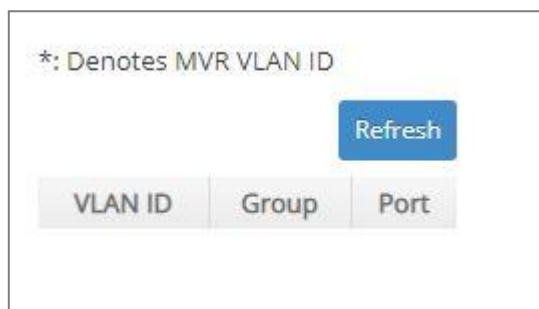 *: Denotes MVR VLAN ID
Refresh
VLAN ID Group Port